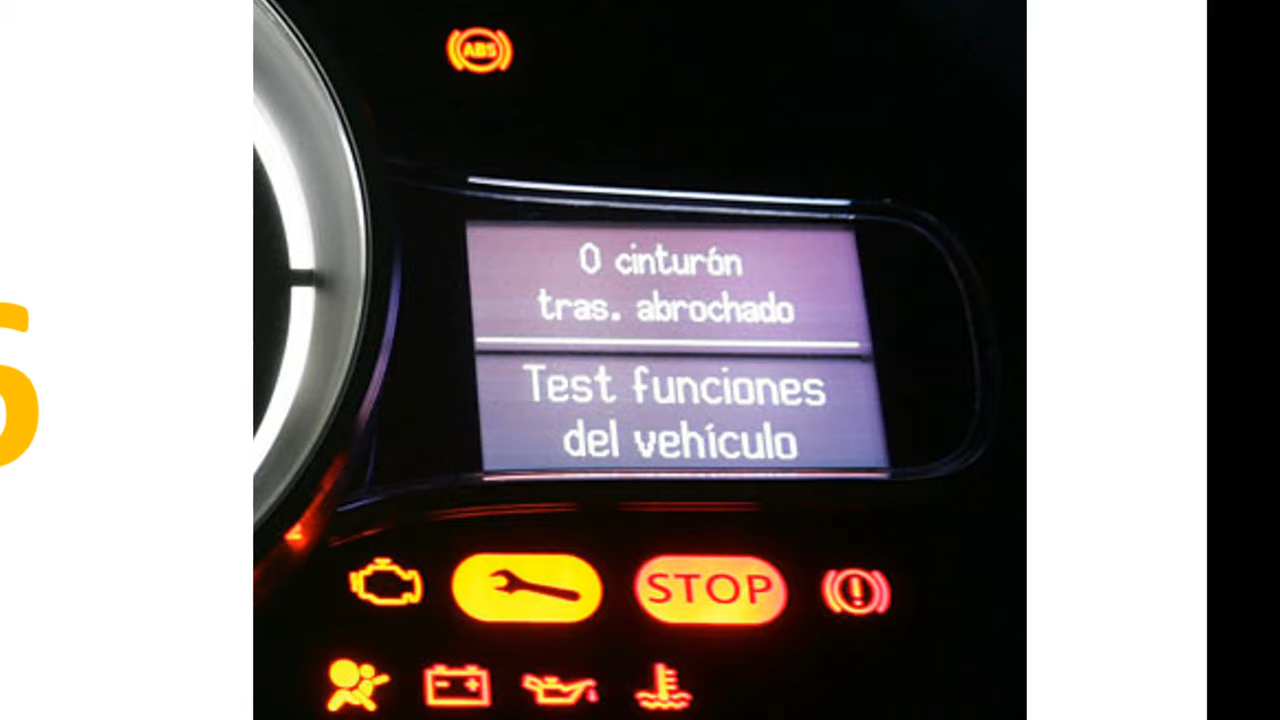 ABS
0 cinturón
tras. abrochado
Test funciones
del vehículo
STOP